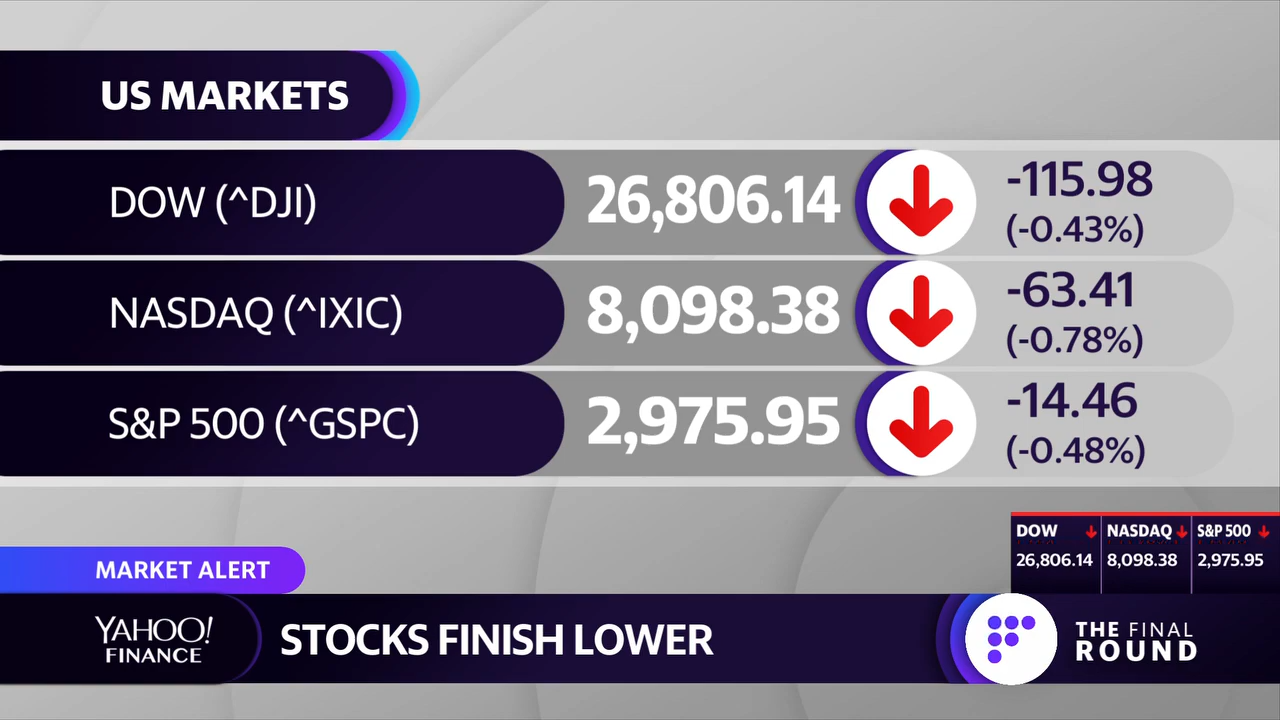 US MARKETS
DOW (^DJI) 26,806.14 -115.98
(-0.43%)
NASDAQ (^IXIC) 8,098.38 -63.41
(-0.78%)
S&P 500 (^GSPC) 2,975.95 -14.46
(-0.48%)
DOW NASDAQ S&P 500
26,806.14 8,098.38 2,975.95
MARKET ALERT
YAHOO!
FINANCE
STOCKS FINISH LOWER
THE FINAL
ROUND